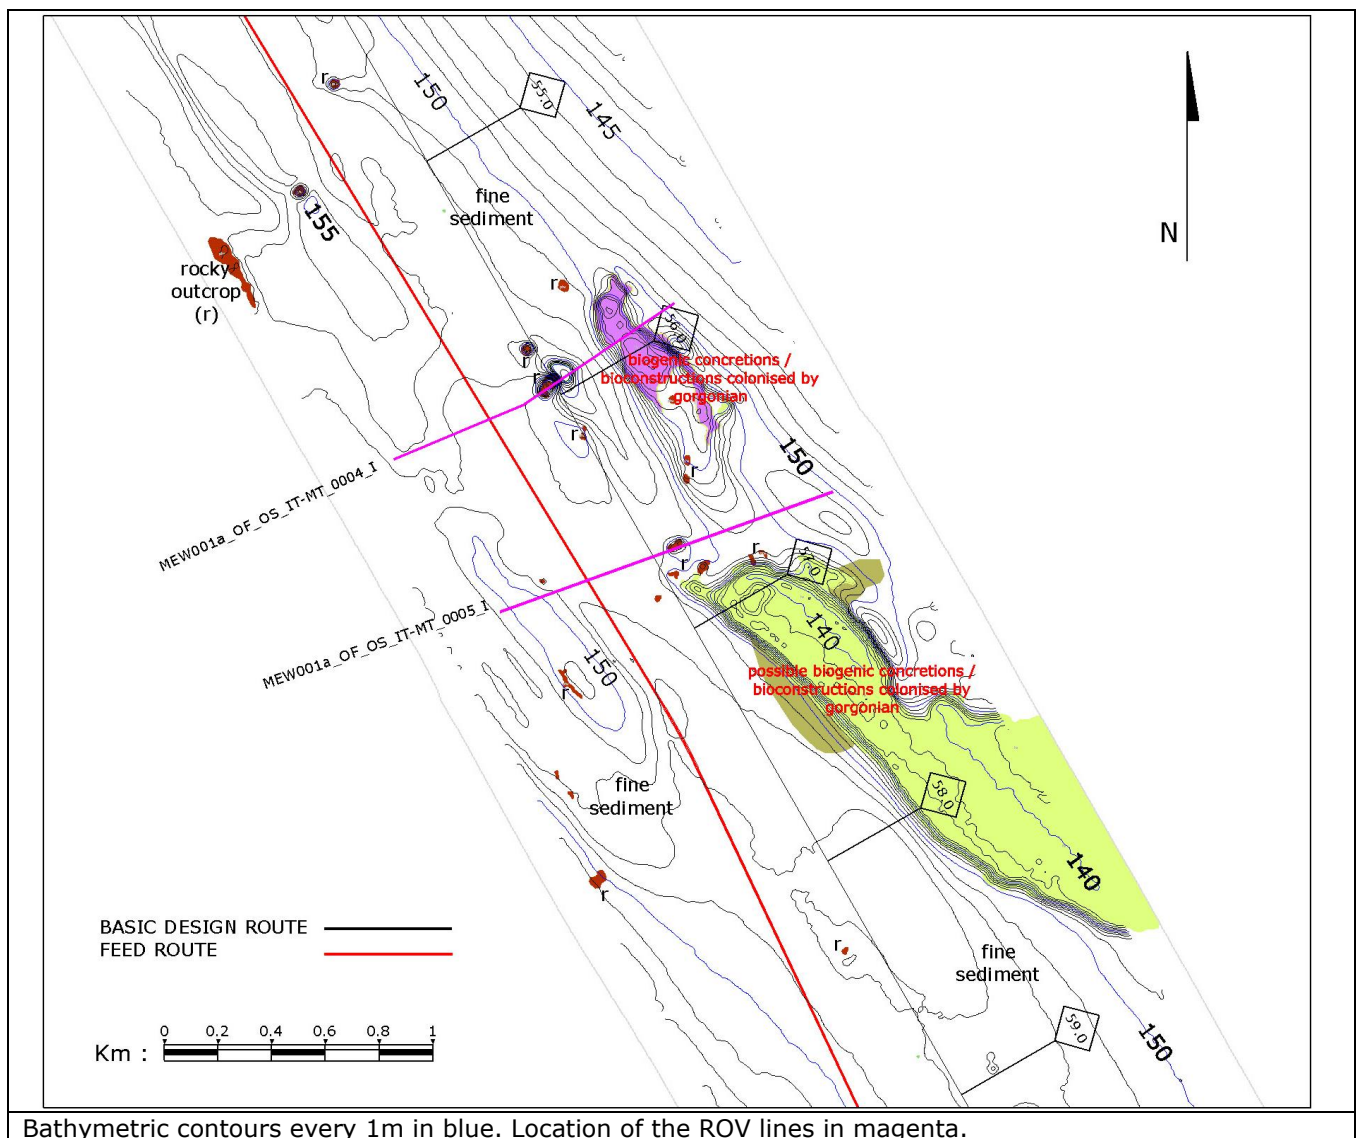 r
150
55.0
145
fine
sediment
155
rocky
outcrop
(r)
N
r
56.0
r
r
biogenic concretions /
bioconstructions colonised by
gorgonian
r
150
r
MEW001a_OF_OS_IT-MT_0004_I
r
57.0
r
MEW001a_OF_OS_IT-MT_0005_I
140
150
r
possible biogenic concretions /
bioconstructions colonised by
gorgonian
fine
sediment
58.0
140
r
BASIC DESIGN ROUTE
FEED ROUTE
r
fine
sediment
59.0
150
0 0.2 0.4 0.6 0.8 1
Km :
Bathymetric contours every 1m in blue. Location of the ROV lines in magenta.